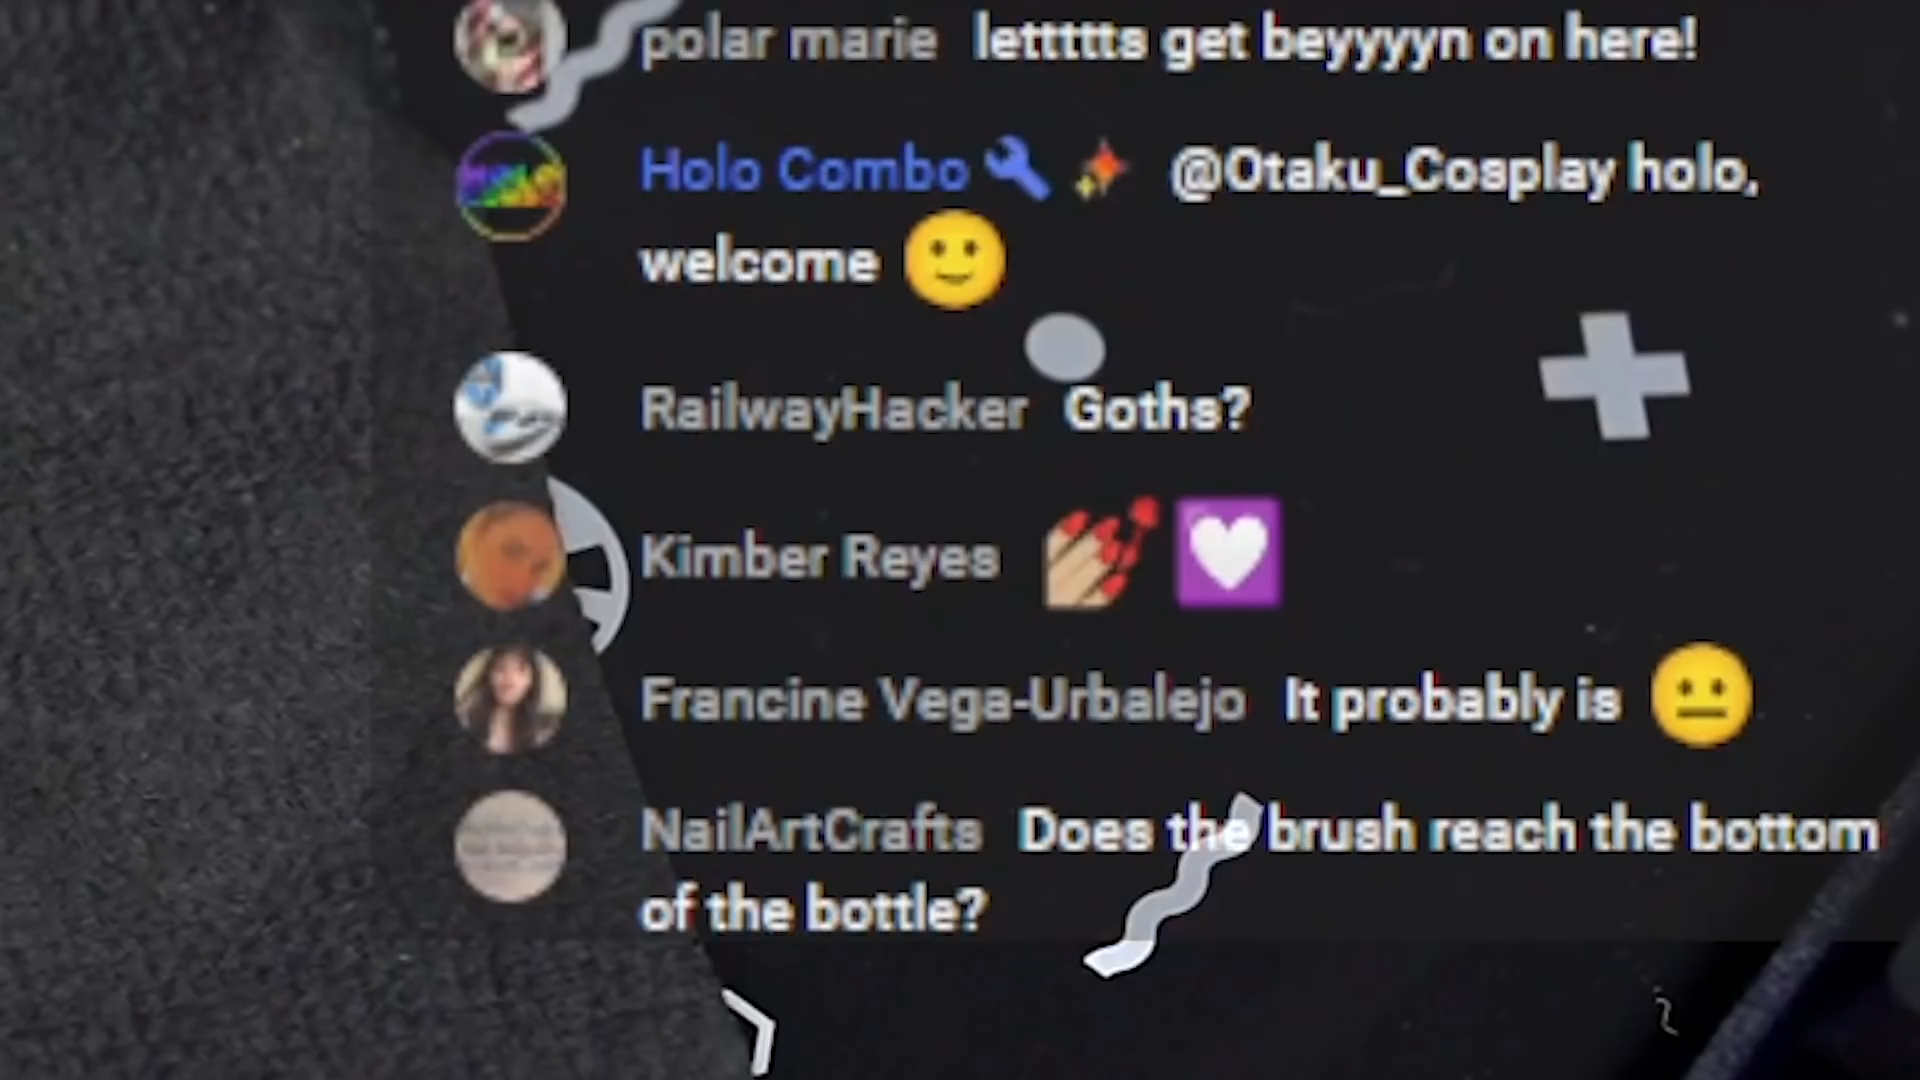 polar marie lettttts get beyyyyn on here!
Holo Combo @Otaku_Cosplay holo,
welcome
RailwayHacker Goths?
Kimber Reyes
Francine Vega-Urbalejo It probably is
NailArtCrafts Does the brush reach the bottom
of the bottle?